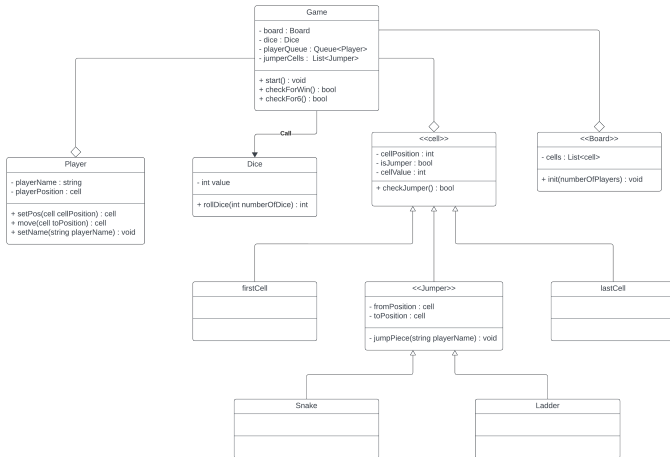 Game
- board : Board
- dice : Dice
- playerQueue : Queue<Player>
- jumperCells : List<Jumper>
+ start() : void
+ checkForWin() : bool
+ checkFor6() : bool
Call
Player
- playerName : string
- playerPosition : cell
+ setPos(cell cellPosition) : cell
+ move(cell toPosition) : cell
+ setName(string playerName) : void
Dice
- int value
+ rollDice(int numberOfDice) : int
<<cell>>
- cellPosition : int
- isJumper : bool
- cellValue : int
+ checkJumper() : bool
<<Board>>
- cells : List<cell>
+ init(numberOfPlayers) : void
firstCell
<<Jumper>>
- fromPosition : cell
- toPosition : cell
- jumpPiece(string playerName) : void
lastCell
Snake
Ladder